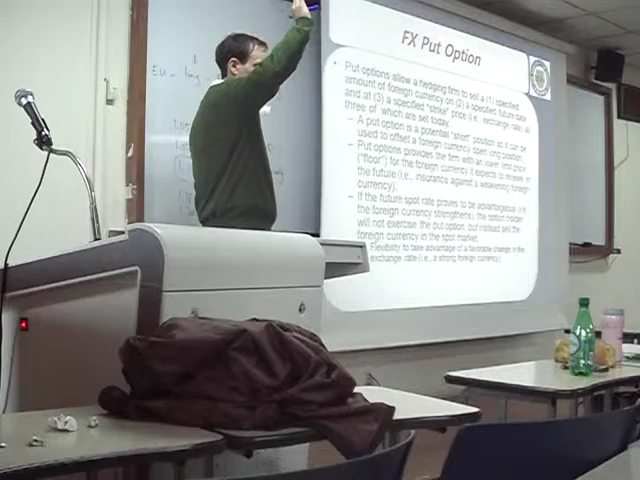 FX Put Option
• Put options allow a hedging firm to sell a (1) specified
amount of foreign currency on (2) a specified future date
and at (3) a specified "strike" price (i.e., exchange rate) all
three of which are set today.
– A put option is a potential "short" position so it can be
used to offset a foreign currency open long position.
– Put options provides the firm with an lower limit price
("floor") for the foreign currency it expects to receive in
the future (i.e., insurance against a weakening foreign
currency).
– If the future spot rate proves to be advantageous (i.e.
the foreign currency strengthens), the option holder
will not exercise the put option, but instead sell the
foreign currency in the spot market.
Flexibility to take advantage of a favorable change in the
exchange rate (i.e., a strong foreign currency)
EU - long